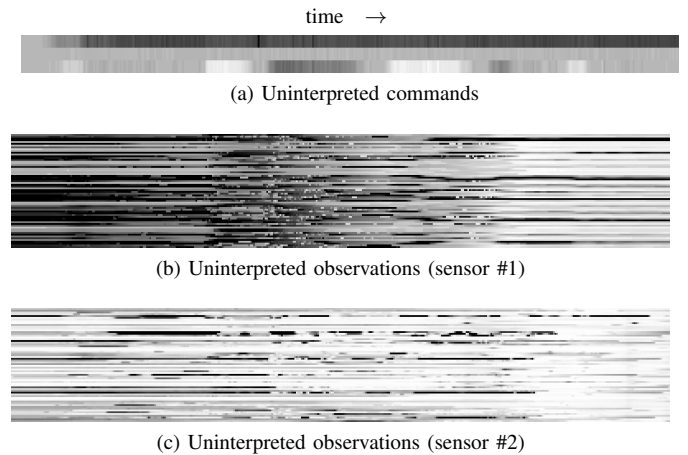 time →
(a) Uninterpreted commands
(b) Uninterpreted observations (sensor #1)
(c) Uninterpreted observations (sensor #2)